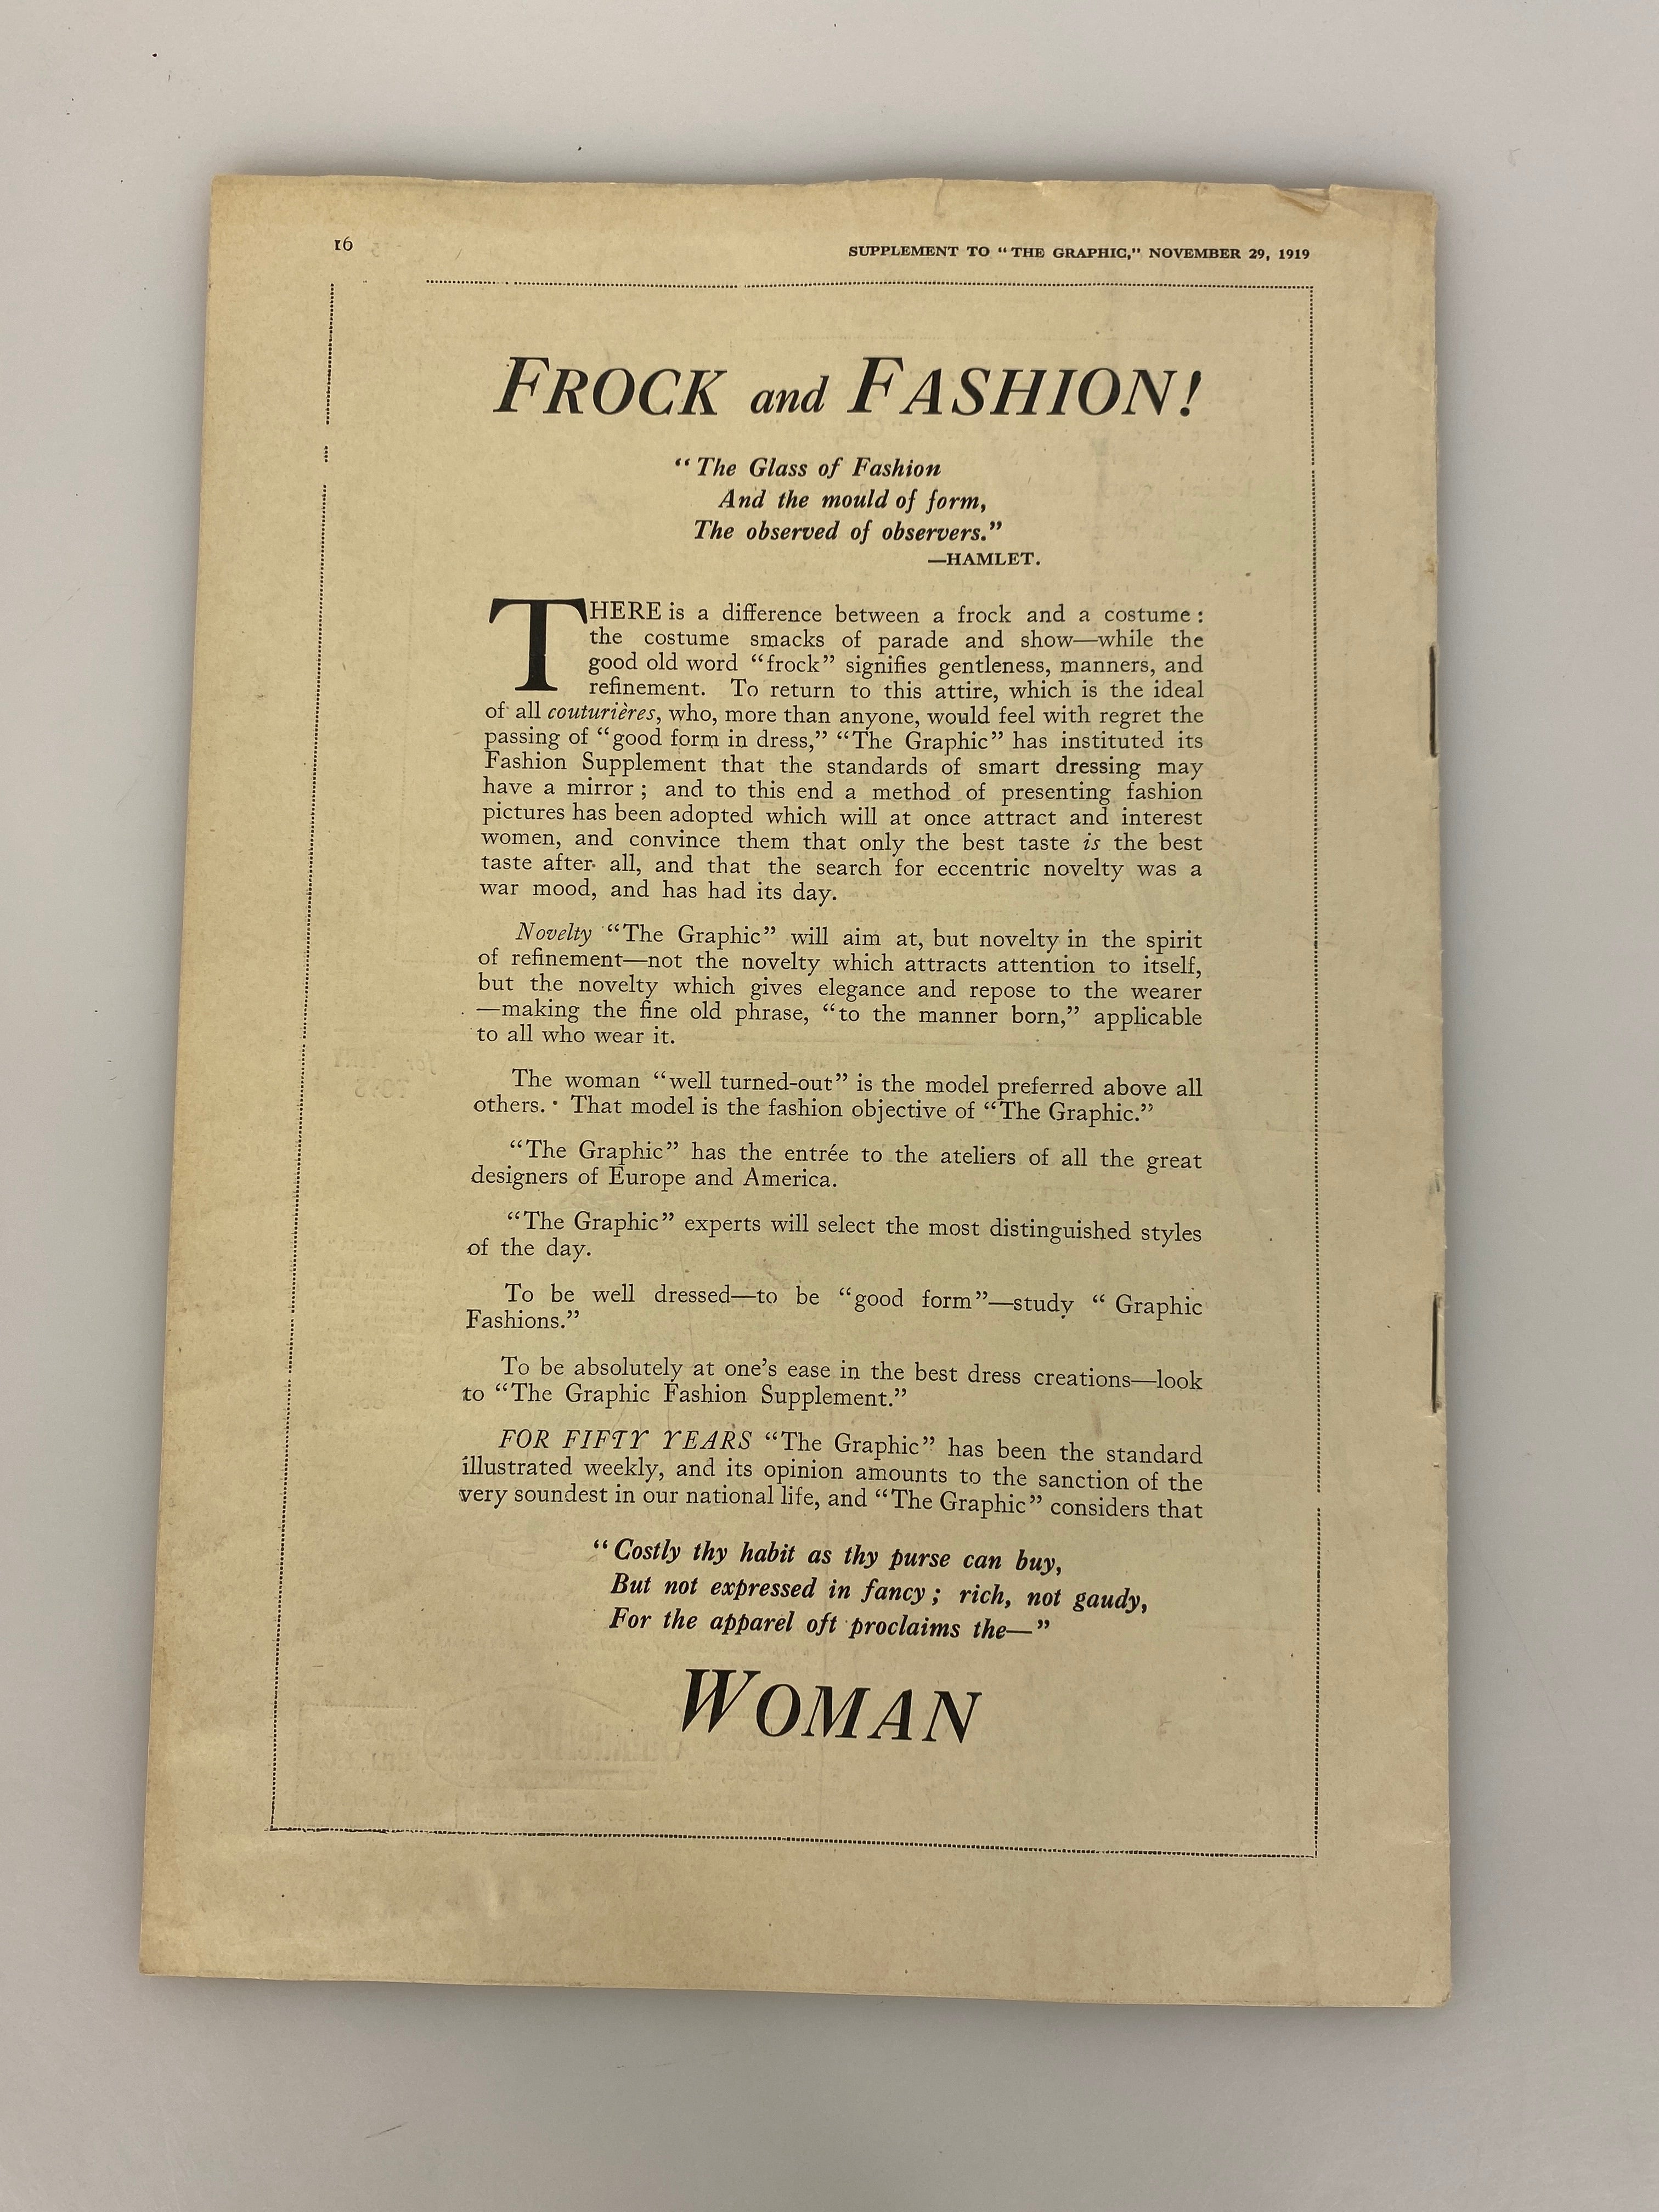 16
SUPPLEMENT TO “THE GRAPHIC,” NOVEMBER 29, 1919
FROCK and FASHION!
“The Glass of Fashion
And the mould of form,
The observed of observers.”
—HAMLET.
THERE is a difference between a frock and a costume :
the costume smacks of parade and show—while the
good old word “frock” signifies gentleness, manners, and
refinement. To return to this attire, which is the ideal
of all couturières, who, more than anyone, would feel with regret the
passing of “good form in dress,” “The Graphic” has instituted its
Fashion Supplement that the standards of smart dressing may
have a mirror ; and to this end a method of presenting fashion
pictures has been adopted which will at once attract and interest
women, and convince them that only the best taste is the best
taste after all, and that the search for eccentric novelty was a
war mood, and has had its day.
Novelty “The Graphic” will aim at, but novelty in the spirit
of refinement—not the novelty which attracts attention to itself,
but the novelty which gives elegance and repose to the wearer
—making the fine old phrase, “to the manner born,” applicable
to all who wear it.
The woman “well turned-out” is the model preferred above all
others. That model is the fashion objective of “The Graphic.”
“The Graphic” has the entrée to the ateliers of all the great
designers of Europe and America.
“The Graphic” experts will select the most distinguished styles
of the day.
To be well dressed—to be “good form”—study “ Graphic
Fashions.”
To be absolutely at one’s ease in the best dress creations—look
to “The Graphic Fashion Supplement.”
FOR FIFTY YEARS “The Graphic” has been the standard
illustrated weekly, and its opinion amounts to the sanction of the
very soundest in our national life, and “The Graphic” considers that
“Costly thy habit as thy purse can buy,
But not expressed in fancy ; rich, not gaudy,
For the apparel oft proclaims the—”
WOMAN